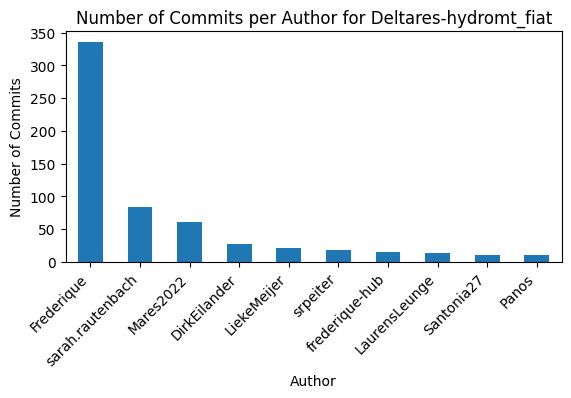 Number of Commits per Author for Deltares-hydromt_fiat
Number of Commits
350
300
250
200
150
100
50
0
Frederique
sarah.rautenbach
Mares2022
DirkEilander
LiekeMeijer
srpeiter
frederique-hub
LaurensLeunge
Santonia27
Panos
Author